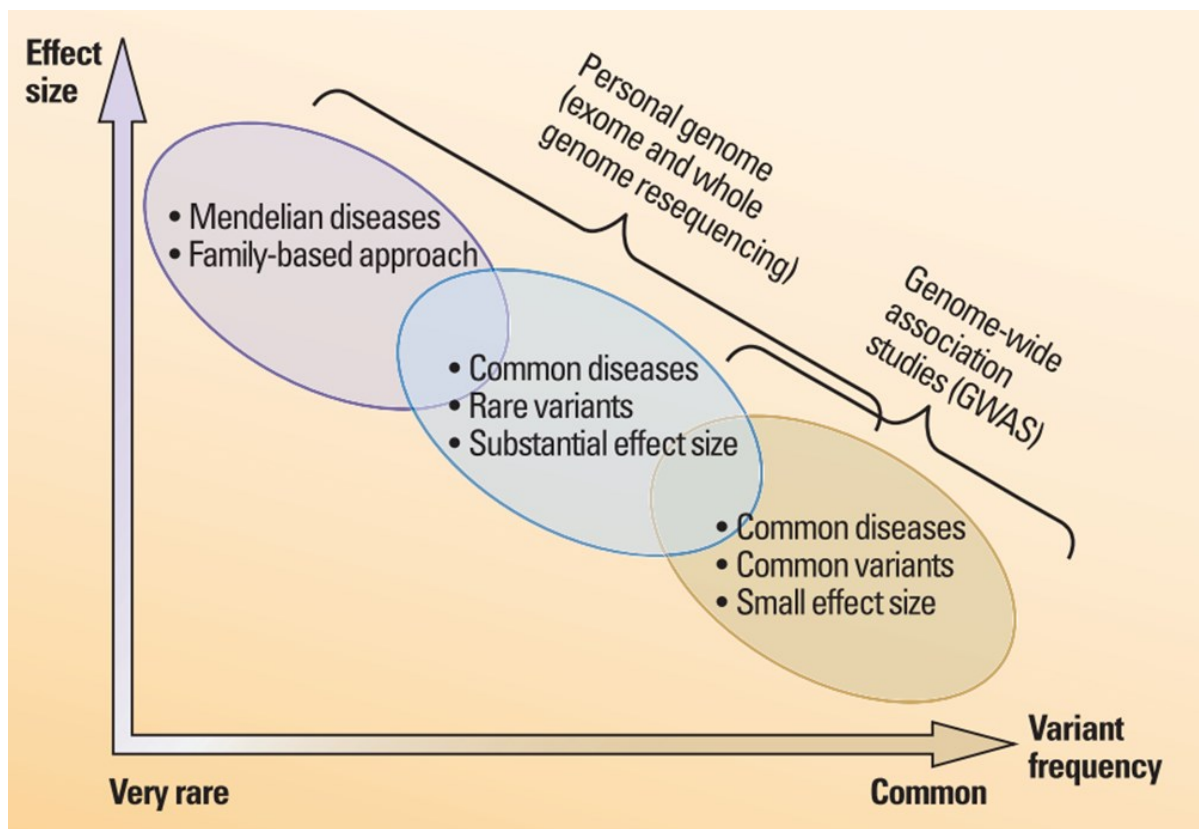 Effect
size
Personal genome
(exome and whole
genome resequencing)
• Mendelian diseases
• Family-based approach
Genome-wide
association
studies (GWAS)
• Common diseases
• Rare variants
• Substantial effect size
• Common diseases
• Common variants
• Small effect size
Variant
frequency
Very rare
Common